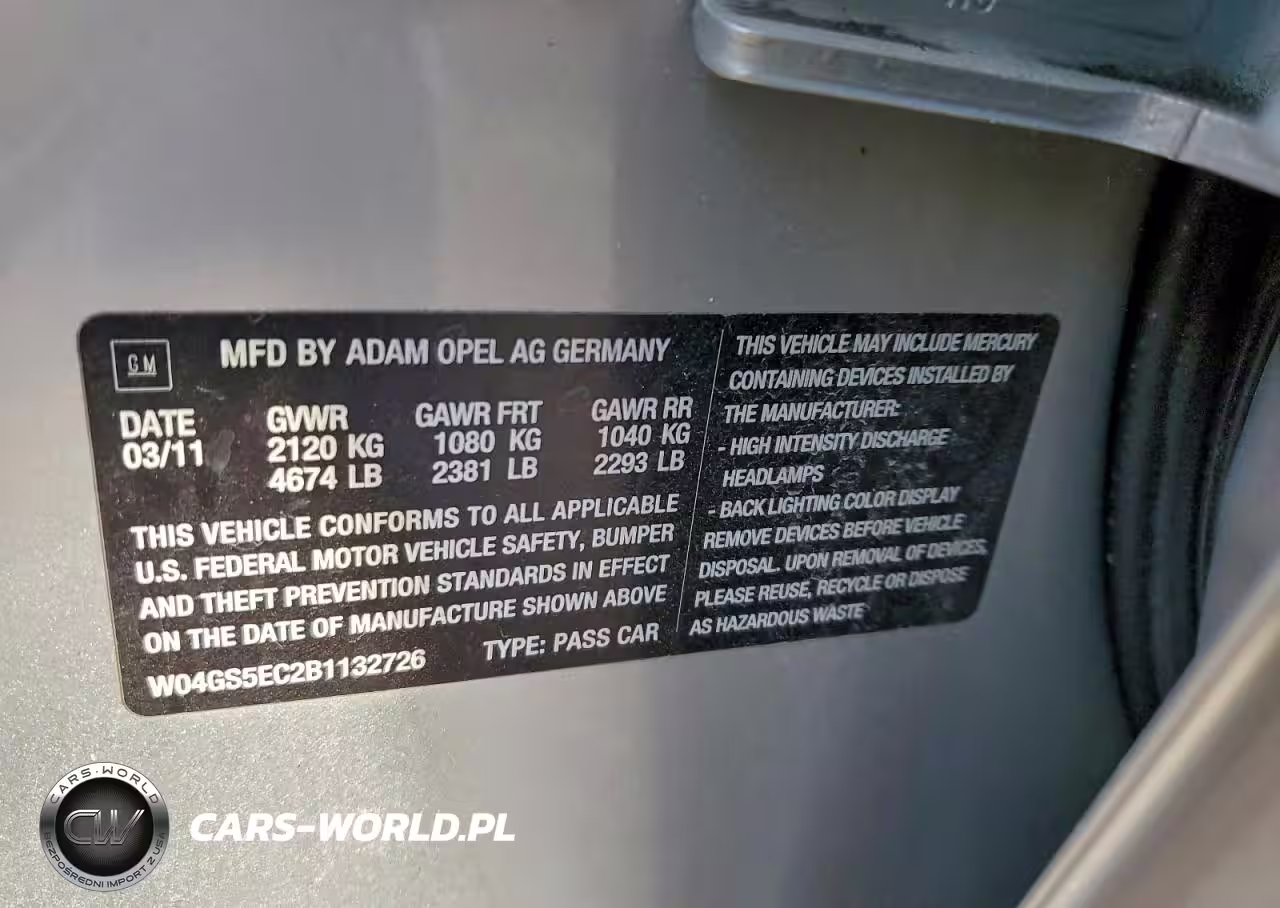 GM
MFD BY ADAM OPEL AG GERMANY
DATE GVWR GAWR FRT GAWR RR
03/11 2120 KG 1080 KG 1040 KG
4674 LB 2381 LB 2293 LB
THIS VEHICLE CONFORMS TO ALL APPLICABLE
U.S. FEDERAL MOTOR VEHICLE SAFETY, BUMPER
AND THEFT PREVENTION STANDARDS IN EFFECT
ON THE DATE OF MANUFACTURE SHOWN ABOVE
W04GS5EC2B1132726 TYPE: PASS CAR
THIS VEHICLE MAY INCLUDE MERCURY
CONTAINING DEVICES INSTALLED BY
THE MANUFACTURER:
- HIGH INTENSITY DISCHARGE
HEADLAMPS
- BACK LIGHTING COLOR DISPLAY
REMOVE DEVICES BEFORE VEHICLE
DISPOSAL. UPON REMOVAL OF DEVICES,
PLEASE REUSE, RECYCLE OR DISPOSE
AS HAZARDOUS WASTE
CARS-WORLD
CW
BEZPOŚREDNI IMPORT Z USA
CARS-WORLD.PL